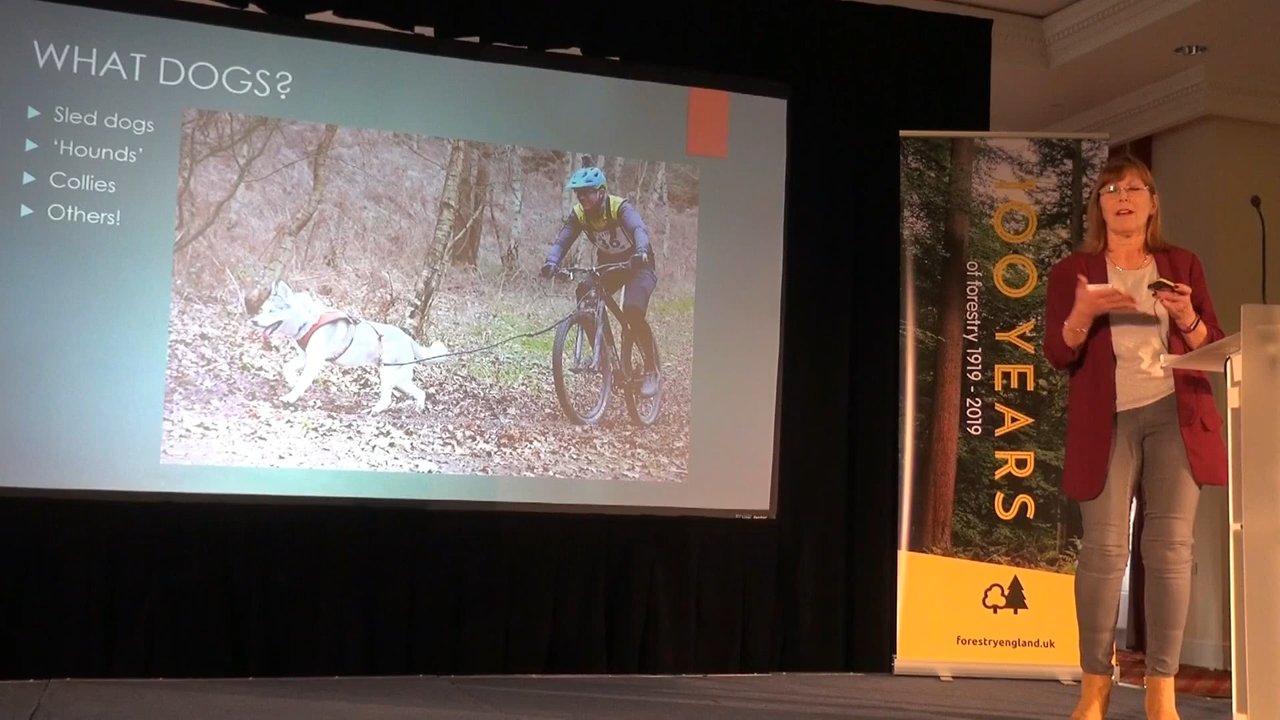 WHAT DOGS?
Sled dogs
‘Hounds’
Collies
Others!
100 YEARS
of forestry 1919 - 2019
forestryengland.uk